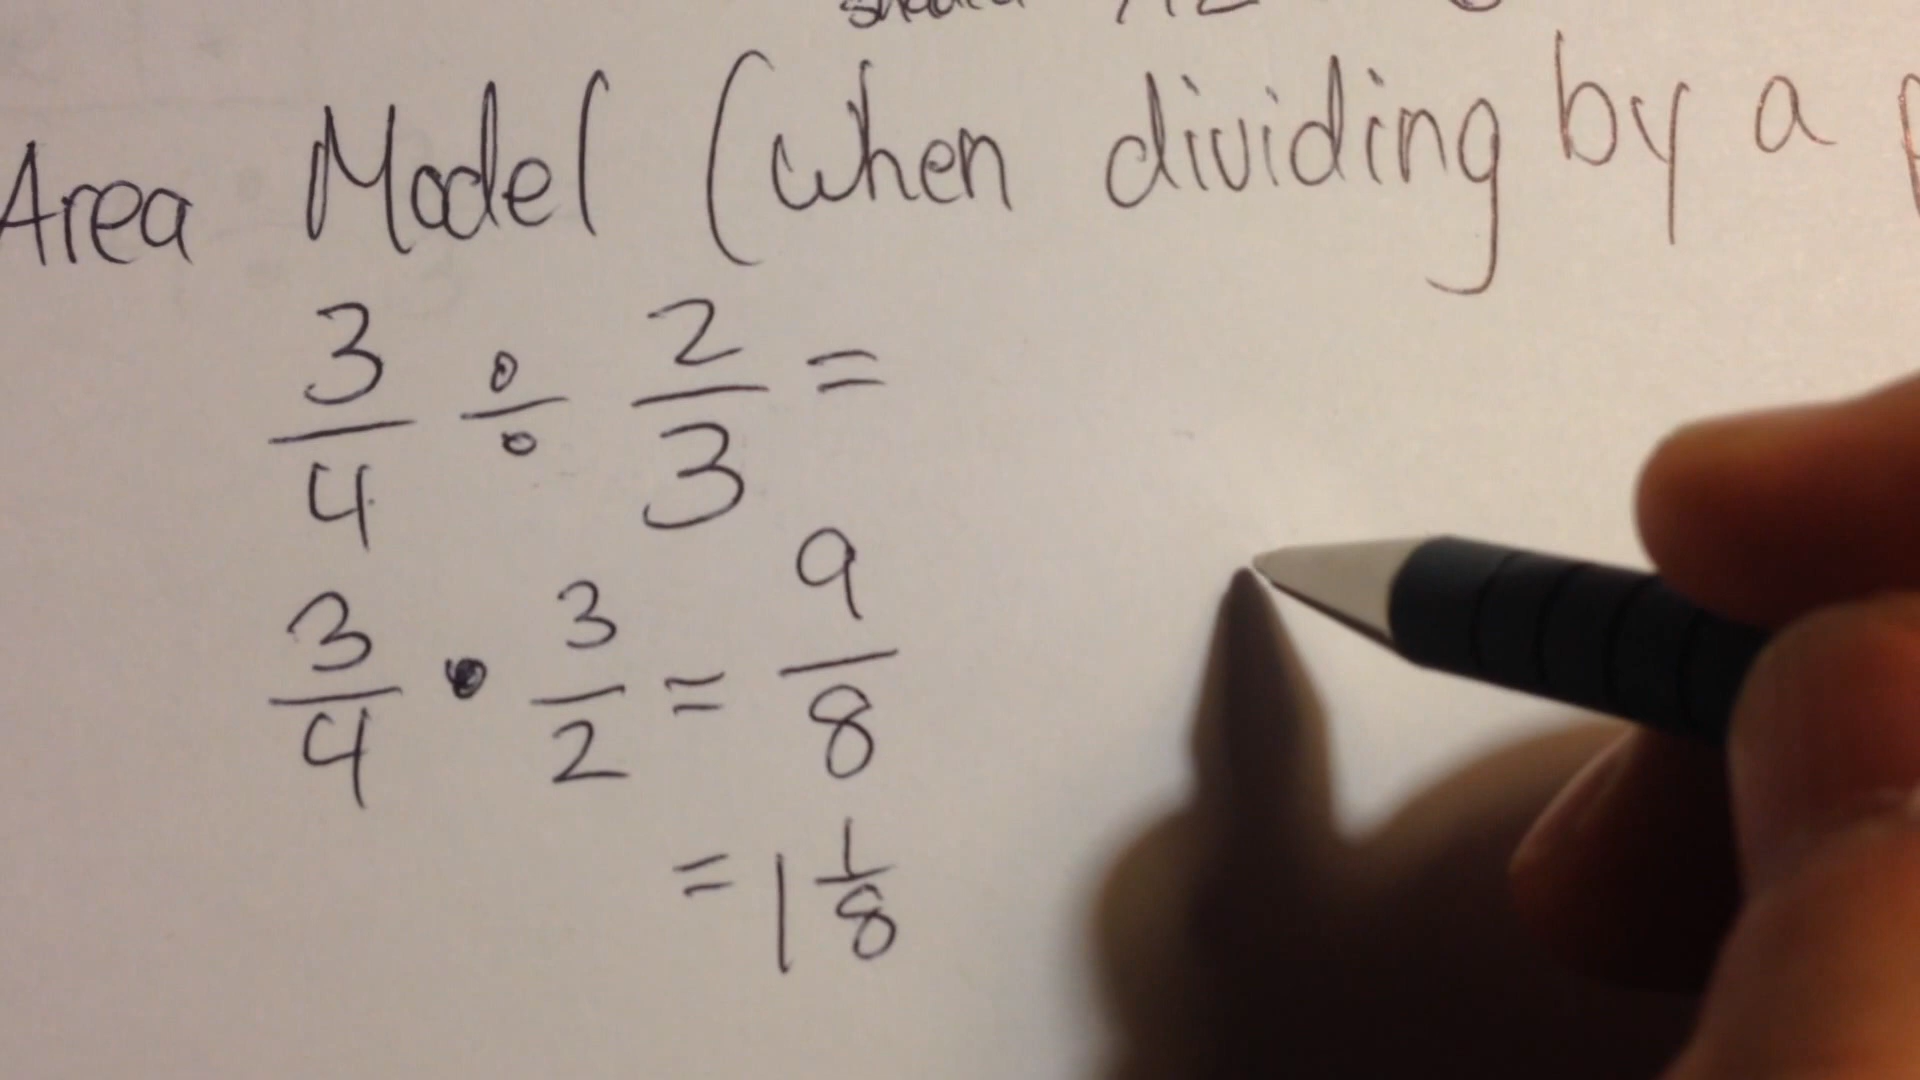 Area Model (when dividing by a
3/4 ÷ 2/3 =
3/4 • 3/2 = 9/8
= 1 1/8